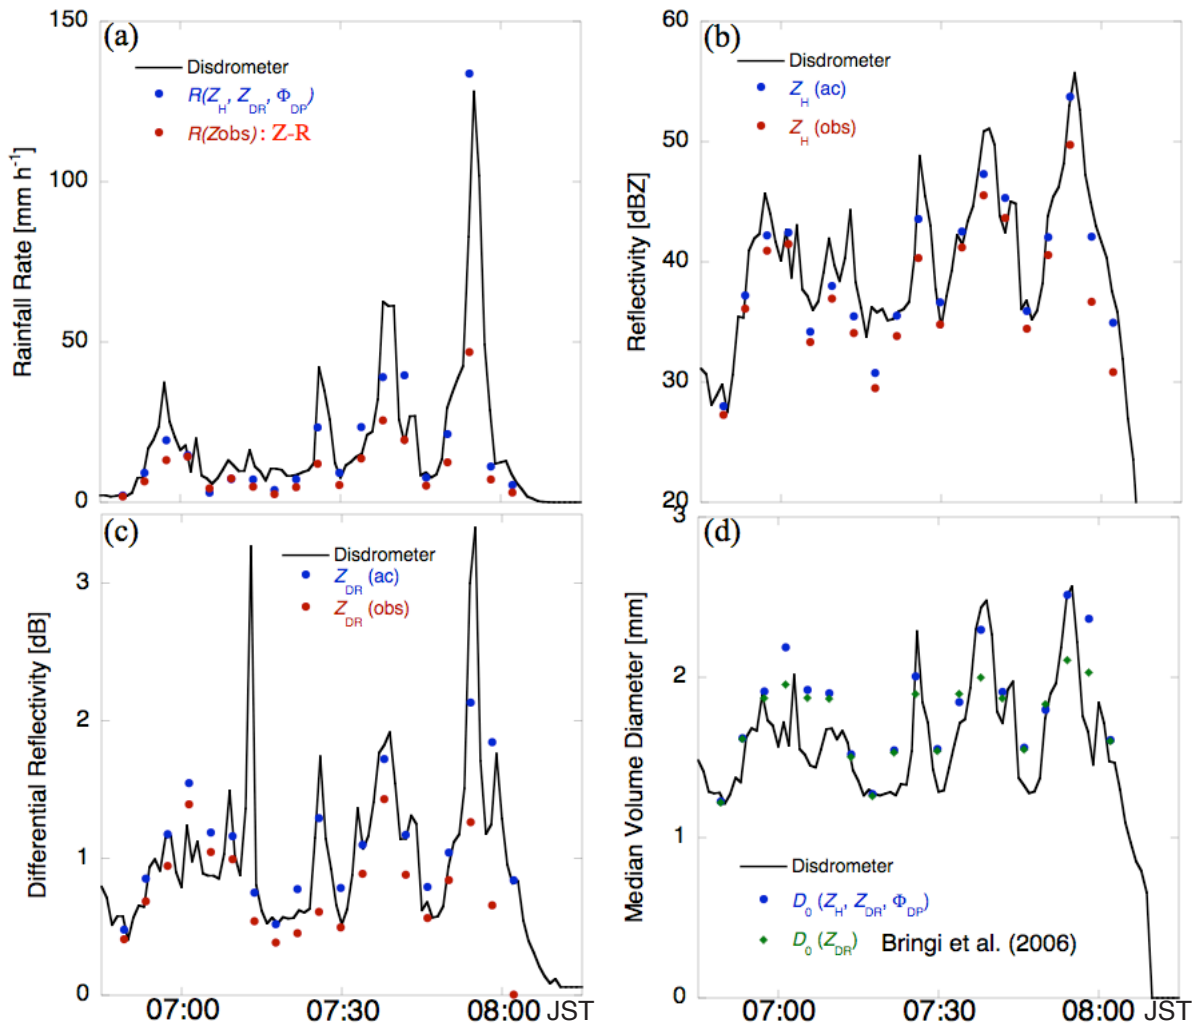 (a)
Disdrometer
R(ZH, ZDR, ΦDP)
R(Zobs) : Z-R
Rainfall Rate [mm h-1]
150
100
50
0
(b)
Disdrometer
ZH (ac)
ZH (obs)
Reflectivity [dBZ]
60
50
40
30
20
(c)
Disdrometer
ZDR (ac)
ZDR (obs)
Differential Reflectivity [dB]
3
2
1
0
07:00 07:30 08:00 JST
(d)
Disdrometer
D0 (ZH, ZDR, ΦDP)
D0 (ZDR) Bringi et al. (2006)
Median Volume Diameter [mm]
3
2
1
0
07:00 07:30 08:00 JST